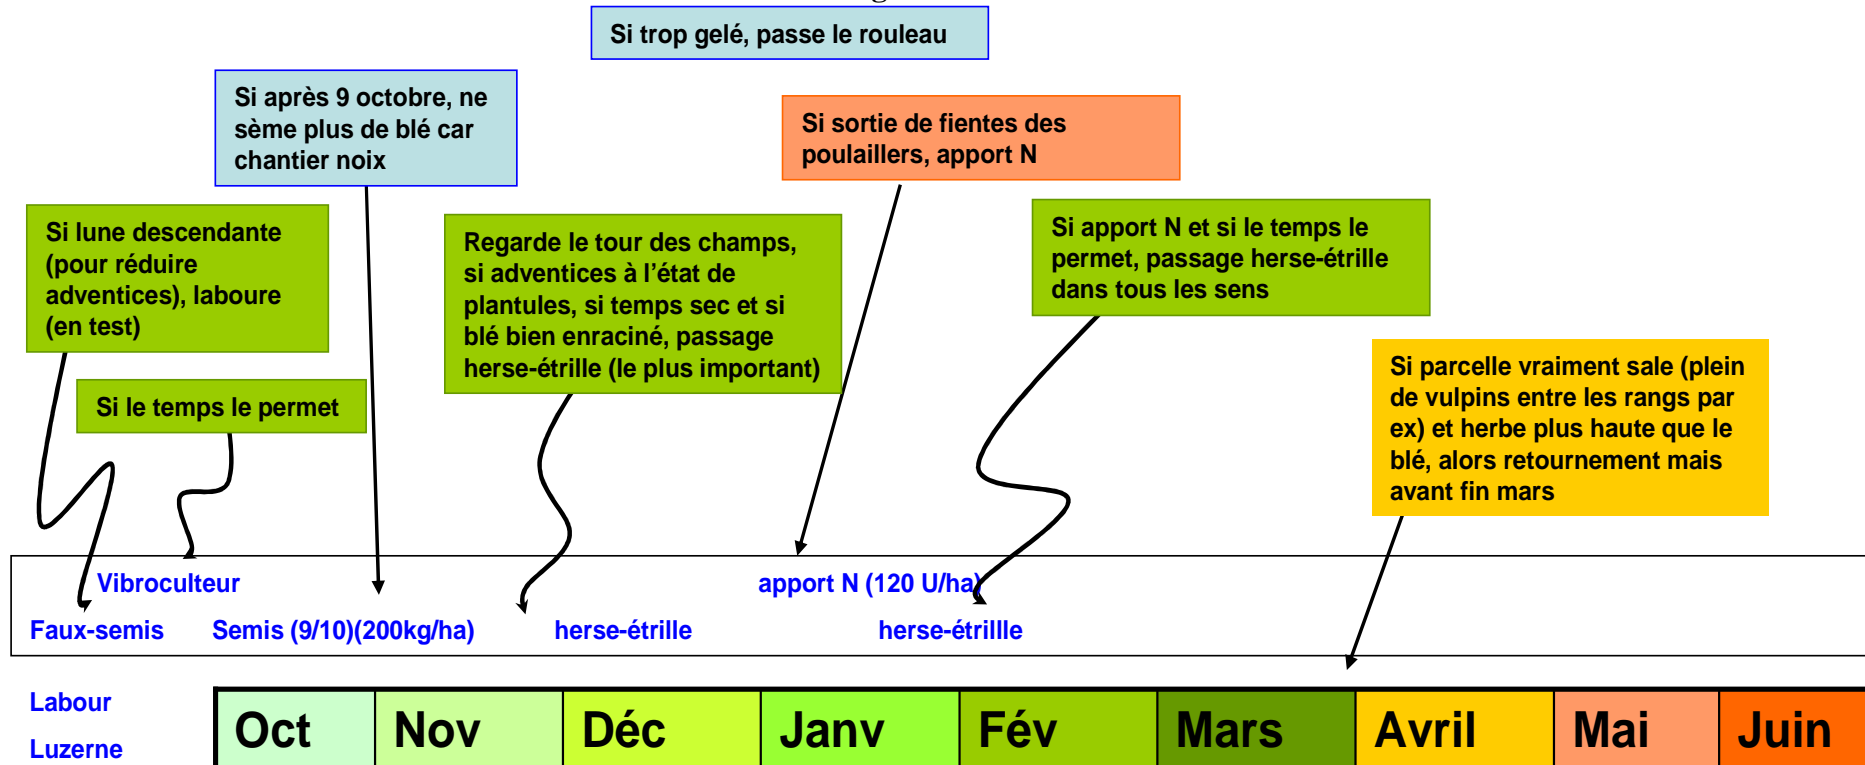 Si trop gelé, passe le rouleau
Si après 9 octobre, ne
sème plus de blé car
chantier noix
Si sortie de fientes des
poulaillers, apport N
Si lune descendante
(pour réduire
adventices), laboure
(en test)
Regarde le tour des champs,
si adventices à l'état de
plantules, si temps sec et si
blé bien enraciné, passage
herse-étrille (le plus important)
Si apport N et si le temps le
permet, passage herse-étrille
dans tous les sens
Si le temps le permet
Si parcelle vraiment sale (plein
de vulpins entre les rangs par
ex) et herbe plus haute que le
blé, alors retournement mais
avant fin mars
Vibroculteur
apport N (120 U/ha)
Faux-semis
Semis (9/10)(200kg/ha)
herse-étrille
herse-étrillle
Labour
Luzerne
Oct
Nov
Déc
Janv
Fév
Mars
Avril
Mai
Juin